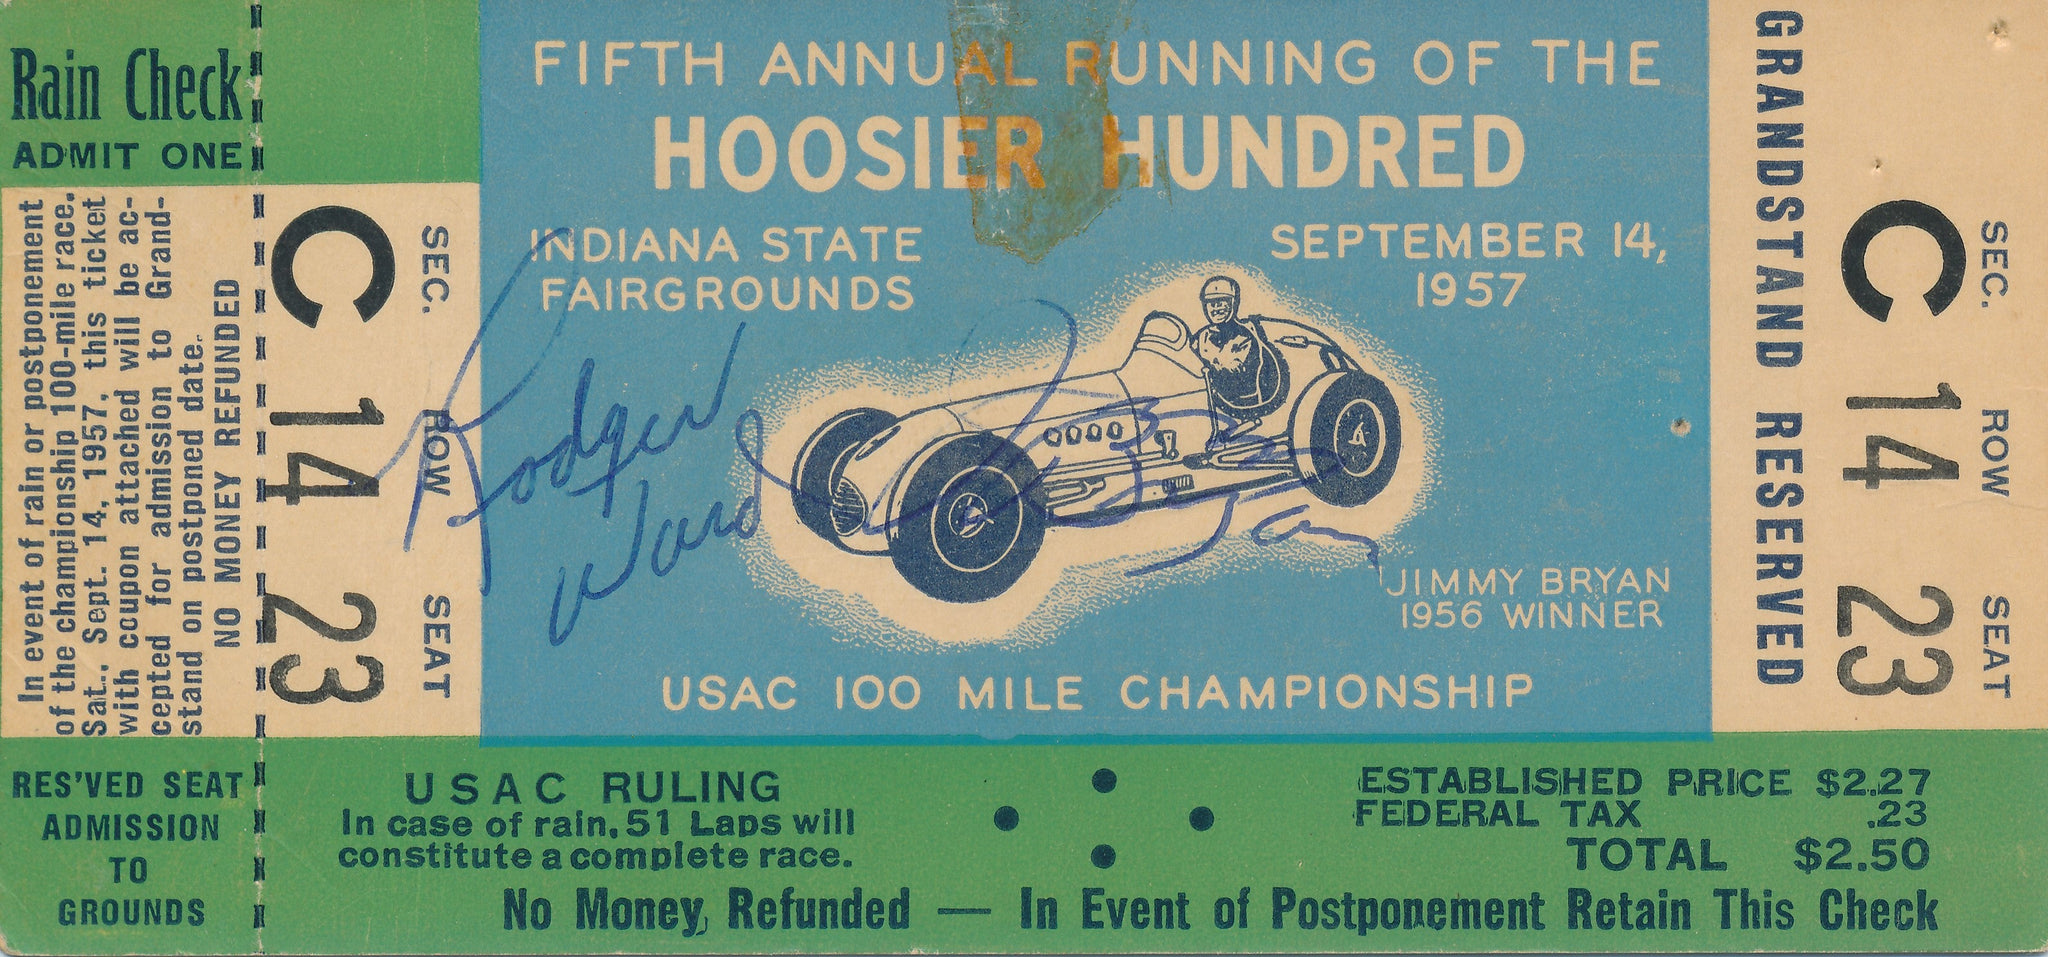 Rain Check
ADMIT ONE
In event of rain or postponement
of the championship 100-mile race.
Sat., Sept. 14, 1957, this ticket
with coupon attached will be ac-
cepted for admission to Grand-
stand on postponed date.
NO MONEY REFUNDED
RES'VED SEAT
ADMISSION
TO
GROUNDS
SEC. ROW SEAT
C 14 23
FIFTH ANNUAL RUNNING OF THE
HOOSIER HUNDRED
INDIANA STATE
FAIRGROUNDS
SEPTEMBER 14,
1957
Rodger
Ward
JIMMY BRYAN
1956 WINNER
USAC 100 MILE CHAMPIONSHIP
GRANDSTAND RESERVED
SEC. ROW SEAT
C 14 23
USAC RULING
In case of rain, 51 Laps will
constitute a complete race.
ESTABLISHED PRICE $2.27
FEDERAL TAX .23
TOTAL $2.50
No Money, Refunded — In Event of Postponement Retain This Check